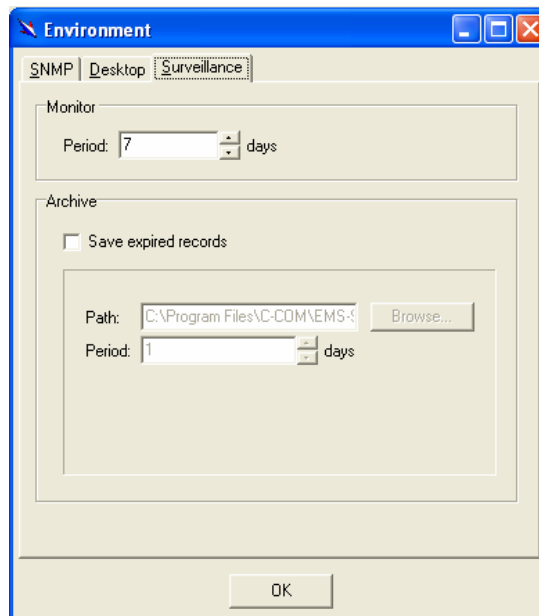 Environment
SNMP Desktop Surveillance
Monitor
Period: 7 days
Archive
Save expired records
Path: C:\Program Files\C-COM\EMS- Browse...
Period: 1 days
OK